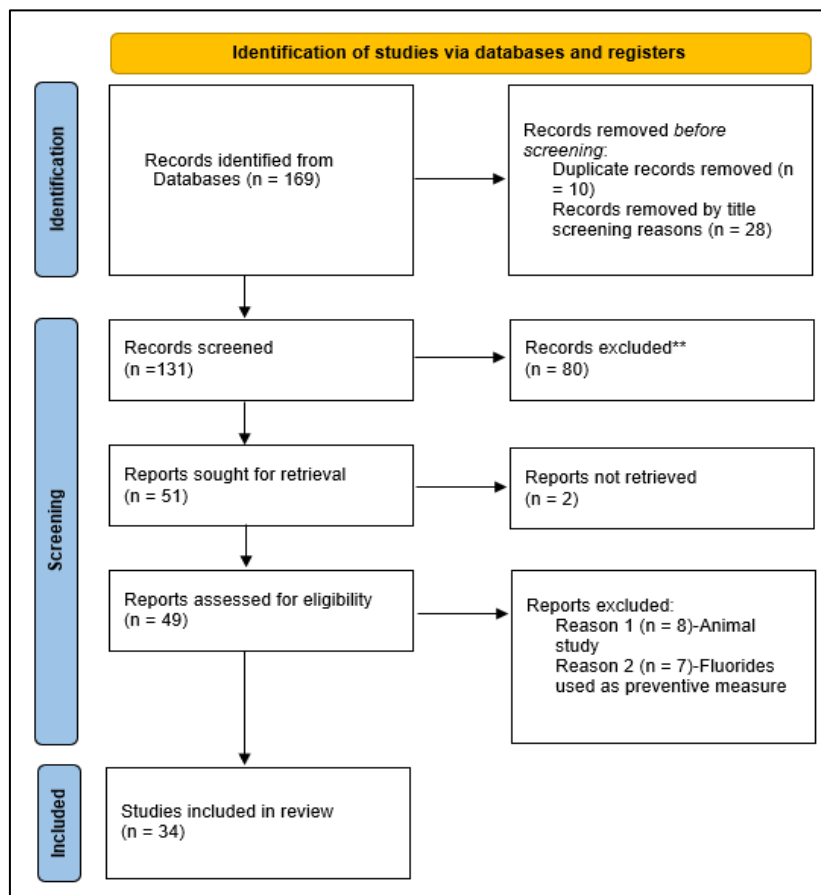 Identification of studies via databases and registers
Identification
Records identified from
Databases (n = 169)
Records removed before
screening:
Duplicate records removed (n
= 10)
Records removed by title
screening reasons (n = 28)
Screening
Records screened
(n =131)
Records excluded**
(n = 80)
Reports sought for retrieval
(n = 51)
Reports not retrieved
(n = 2)
Reports assessed for eligibility
(n = 49)
Reports excluded:
Reason 1 (n = 8)-Animal
study
Reason 2 (n = 7)-Fluorides
used as preventive measure
Included
Studies included in review
(n = 34)